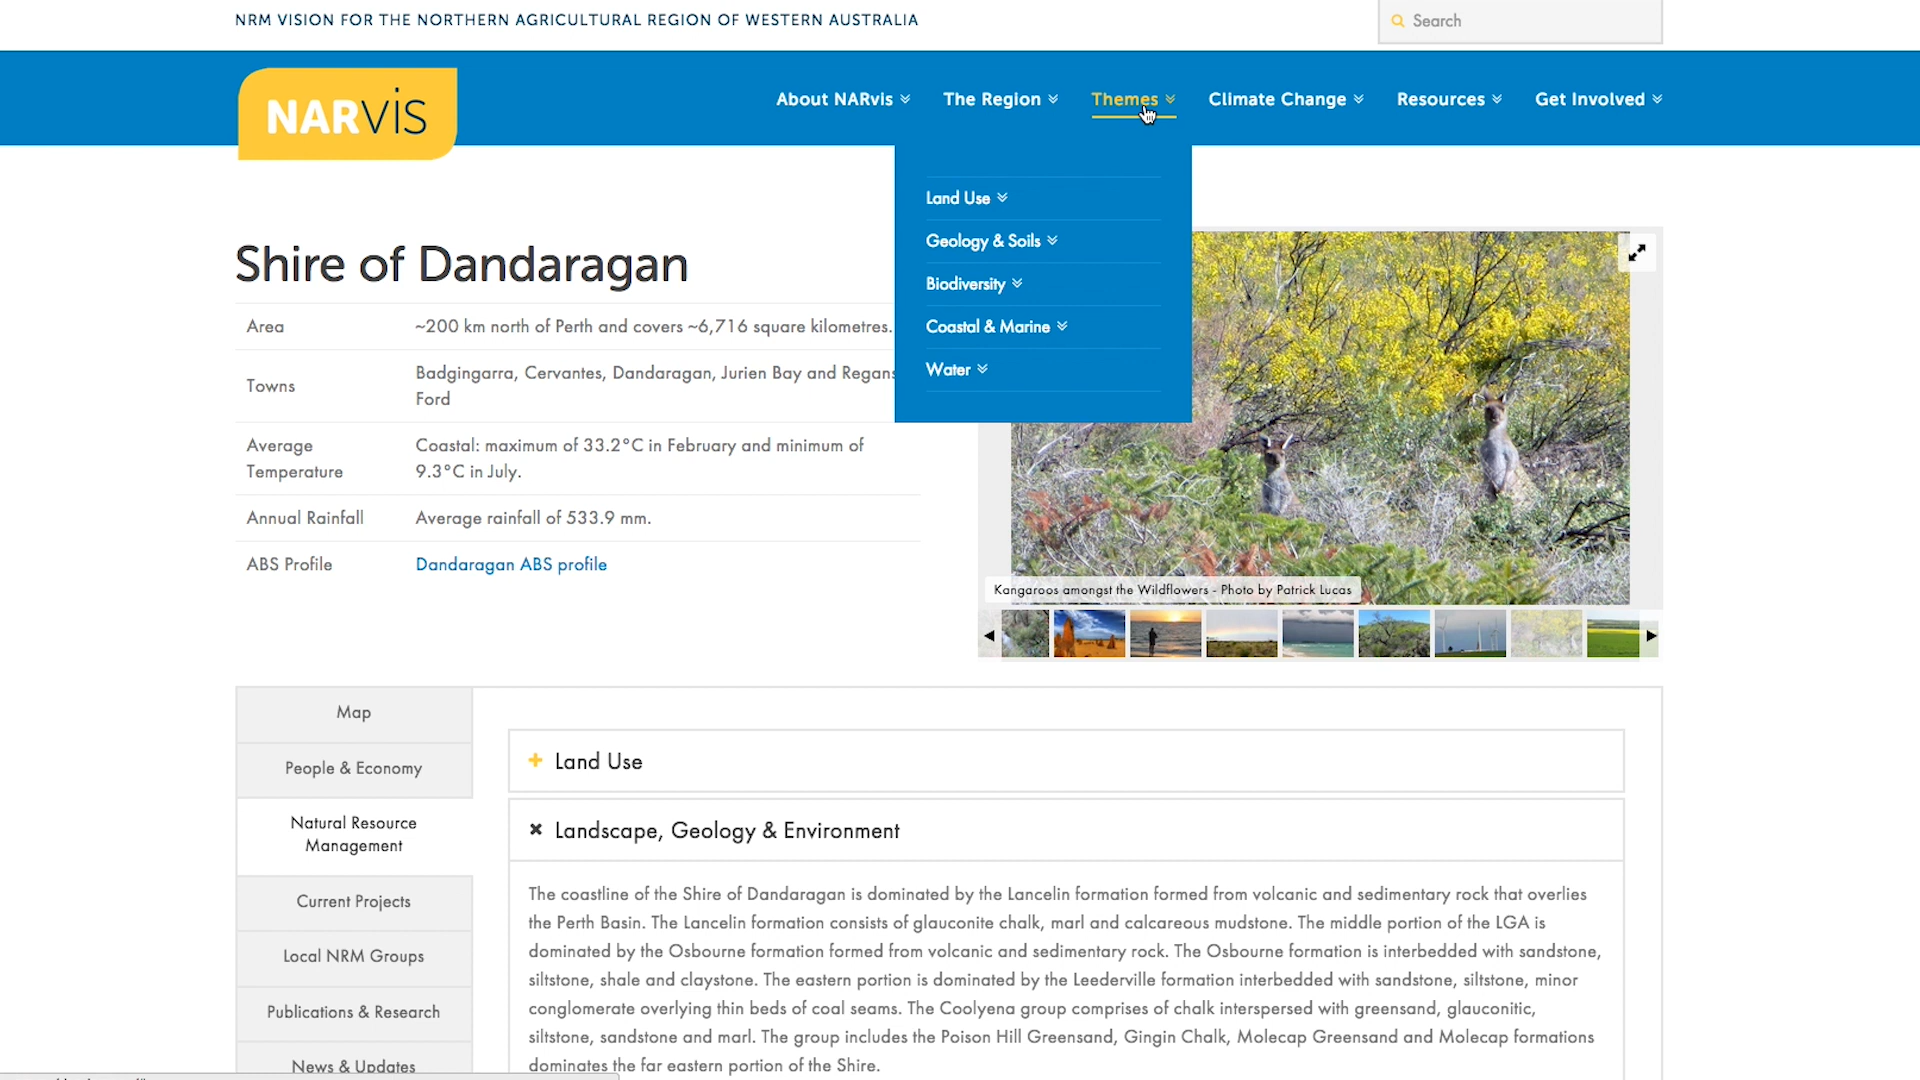 NRM VISION FOR THE NORTHERN AGRICULTURAL REGION OF WESTERN AUSTRALIA
Search
NARvis
About NARvis
The Region
Themes
Climate Change
Resources
Get Involved
Land Use
Geology & Soils
Biodiversity
Coastal & Marine
Water
Shire of Dandaragan
Area
~200 km north of Perth and covers ~6,716 square kilometres.
Towns
Badgingarra, Cervantes, Dandaragan, Jurien Bay and Regans
Ford
Average
Temperature
Coastal: maximum of 33.2°C in February and minimum of
9.3°C in July.
Annual Rainfall
Average rainfall of 533.9 mm.
ABS Profile
Dandaragan ABS profile
Kangaroos amongst the Wildflowers - Photo by Patrick Lucas
Map
People & Economy
Natural Resource
Management
Current Projects
Local NRM Groups
Publications & Research
News & Updates
Land Use
Landscape, Geology & Environment
The coastline of the Shire of Dandaragan is dominated by the Lancelin formation formed from volcanic and sedimentary rock that overlies
the Perth Basin. The Lancelin formation consists of glauconite chalk, marl and calcareous mudstone. The middle portion of the LGA is
dominated by the Osbourne formation formed from volcanic and sedimentary rock. The Osbourne formation is interbedded with sandstone,
siltstone, shale and claystone. The eastern portion is dominated by the Leederville formation interbedded with sandstone, siltstone, minor
conglomerate overlying thin beds of coal seams. The Coolyena group comprises of chalk interspersed with greensand, glauconitic,
siltstone, sandstone and marl. The group includes the Poison Hill Greensand, Gingin Chalk, Molecap Greensand and Molecap formations
dominates the far eastern portion of the Shire.